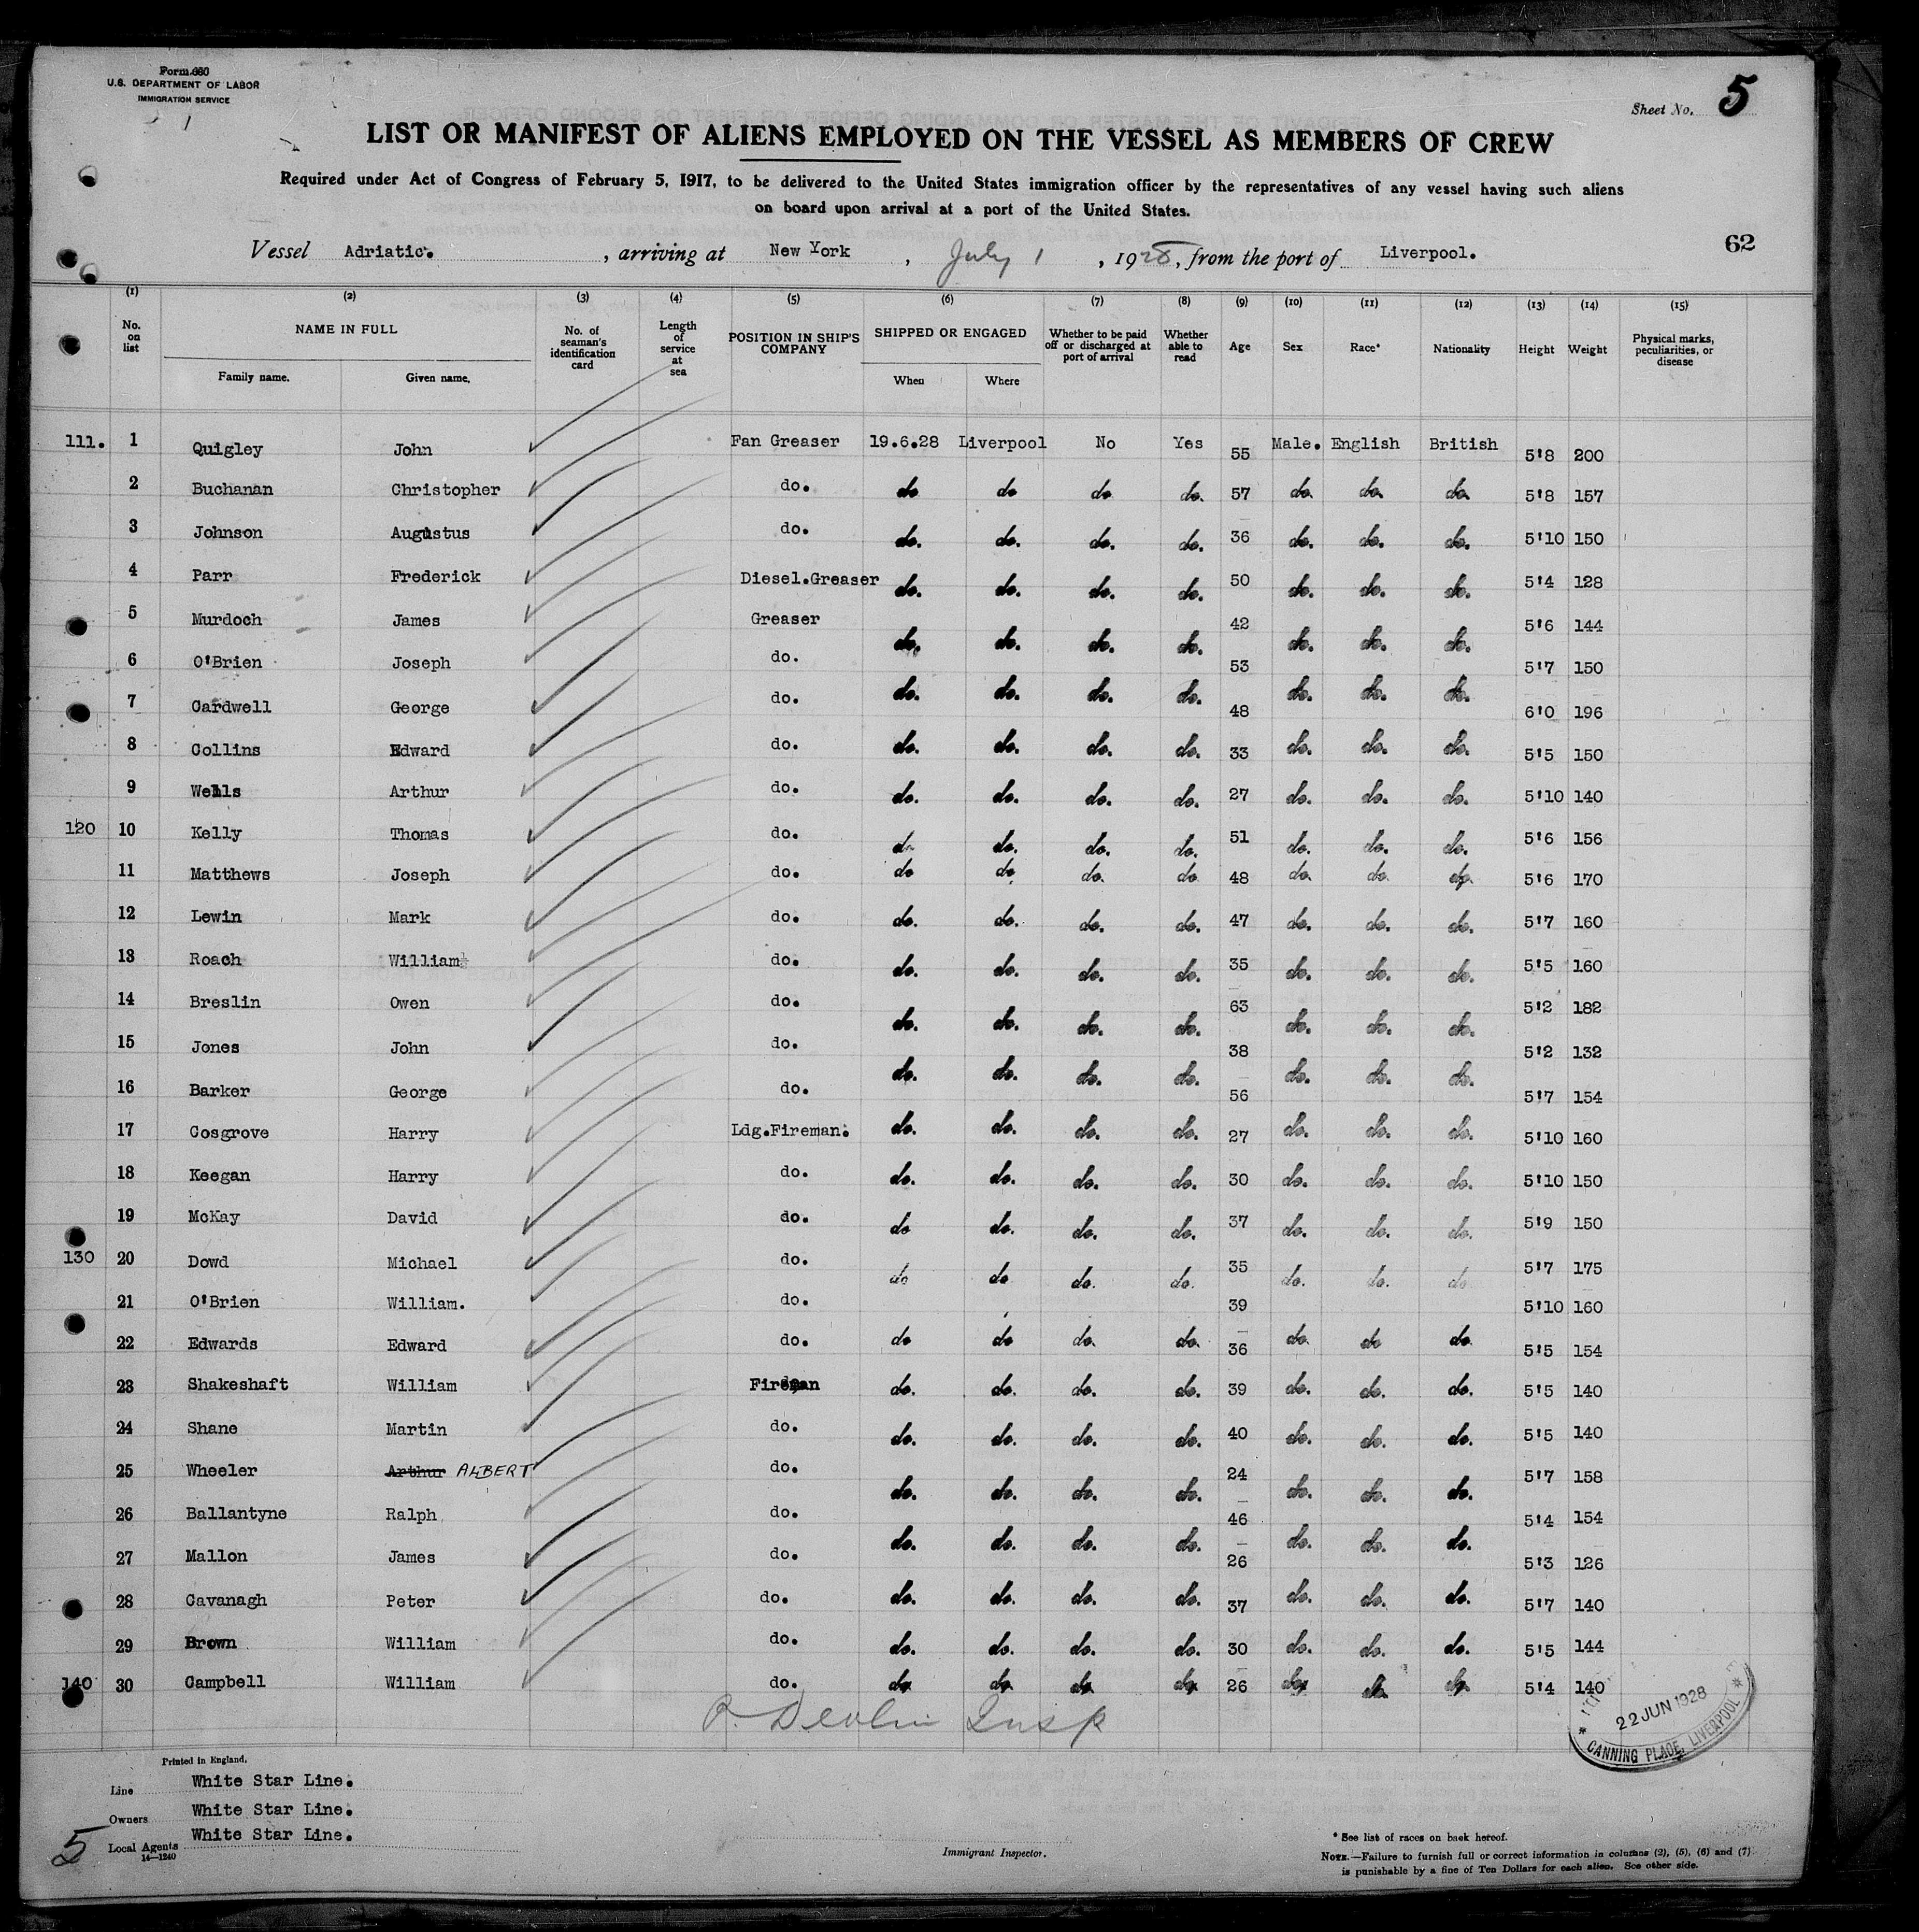 Form 680
U.S. DEPARTMENT OF LABOR
IMMIGRATION SERVICE
Sheet No. 5
LIST OR MANIFEST OF ALIENS EMPLOYED ON THE VESSEL AS MEMBERS OF CREW
Required under Act of Congress of February 5, 1917, to be delivered to the United States immigration officer by the representatives of any vessel having such aliens
on board upon arrival at a port of the United States.
62
Vessel Adriatic. , arriving at New York , July 1 , 1928, from the port of Liverpool.
(1) (2) (3) (4) (5) (6) (7) (8) (9) (10) (11) (12) (13) (14) (15)
No. on list NAME IN FULL Family name. Given name. No. of seaman's identification card Length of service at sea POSITION IN SHIP'S COMPANY SHIPPED OR ENGAGED When Where Whether to be paid off or discharged at port of arrival Whether able to read Age Sex Race* Nationality Height Weight Physical marks, peculiarities, or disease
111. 1 Quigley John Fan Greaser 19.6.28 Liverpool No Yes 55 Male. English British 5'8 200
2 Buchanan Christopher do. do do do do. 57 do. do. do. 5'8 157
3 Johnson Augustus do. do. do. do. do. 36 do. do. do. 5'10 150
4 Parr Frederick Diesel.Greaser do. do. do. do. 50 do. do. do. 5'4 128
5 Murdoch James Greaser do. do. do. do. 42 do. do. do. 5'6 144
6 O'Brien Joseph do. do. do. do. do. 53 do. do. do. 5'7 150
7 Cardwell George do. 48 6'0 196
8 Collins Edward do. do. do. do. do. 33 do. do. do. 5'5 150
9 Wells Arthur do. do. do. do. do. 27 do. do. do. 5'10 140
120 10 Kelly Thomas do. do. do. do. do. 51 do. do. do. 5'6 156
11 Matthews Joseph do. do do. do. do 48 do. do. do. 5'6 170
12 Lewin Mark do. do. do. do. do. 47 do. do. do. 5'7 160
13 Roach William do. do. do. do. do. 35 do. do. do. 5'5 160
14 Breslin Owen do. do. do. do. do. 63 do. do. do. 5'2 182
15 Jones John do. do. do. do. do. 38 do. do. do. 5'2 132
16 Barker George do. 56 5'7 154
17 Cosgrove Harry Ldg.Fireman. do. do. do. do. 27 do. do. do. 5'10 160
18 Keegan Harry do. do. do. do. do. 30 do. do. do. 5'10 150
19 McKay David do. do do. do. do. 37 do. do. do. 5'9 150
130 20 Dowd Michael do. do do do. do. 35 do. do. do 5'7 175
21 O'Brien William. do. 39 5'10 160
22 Edwards Edward do. do do do. do. 36 do. do do. 5'5 154
23 Shakeshaft William Fireman do. do. do. do. 39 do. do. do. 5'5 140
24 Shane Martin do. do. do. do. do. 40 do. do. do. 5'5 140
25 Wheeler Arthur ALBERT do. do. do. do. do. 24 do. do. do. 5'7 158
26 Ballantyne Ralph do. do. do. do. do. 46 do. do. do. 5'4 154
27 Mallon James do. 26 5'3 126
28 Cavanagh Peter do. do. do. do. do. 37 do. do. do. 5'7 140
29 Brown William do. do. do. do. do. 30 do. do. do. 5'5 144
140 30 Campbell William do. do do do do 26 do do do 5'4 140
P. Devlin Insp
22 JUN 1928
CANNING PLACE, LIVERPOOL
Printed in England.
Line White Star Line.
Owners White Star Line.
Local Agents White Star Line.
14—1240
5
Immigrant Inspector.
* See list of races on back hereof.
NOTE.—Failure to furnish full or correct information in columns (2), (5), (6) and (7)
is punishable by a fine of Ten Dollars for each alien. See other side.